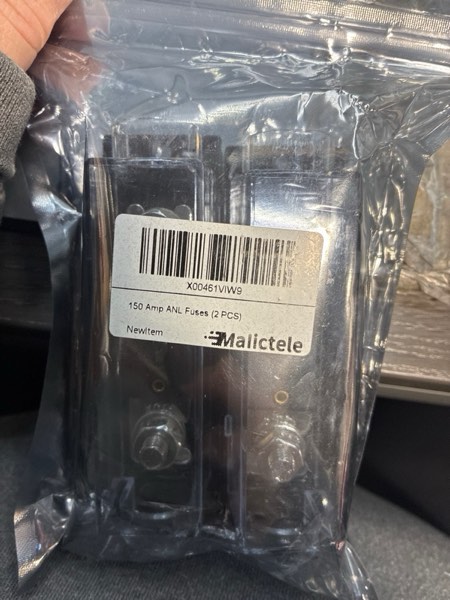 X00461VIW9
150 Amp ANL Fuses (2 PCS)
NewItem
Malictele